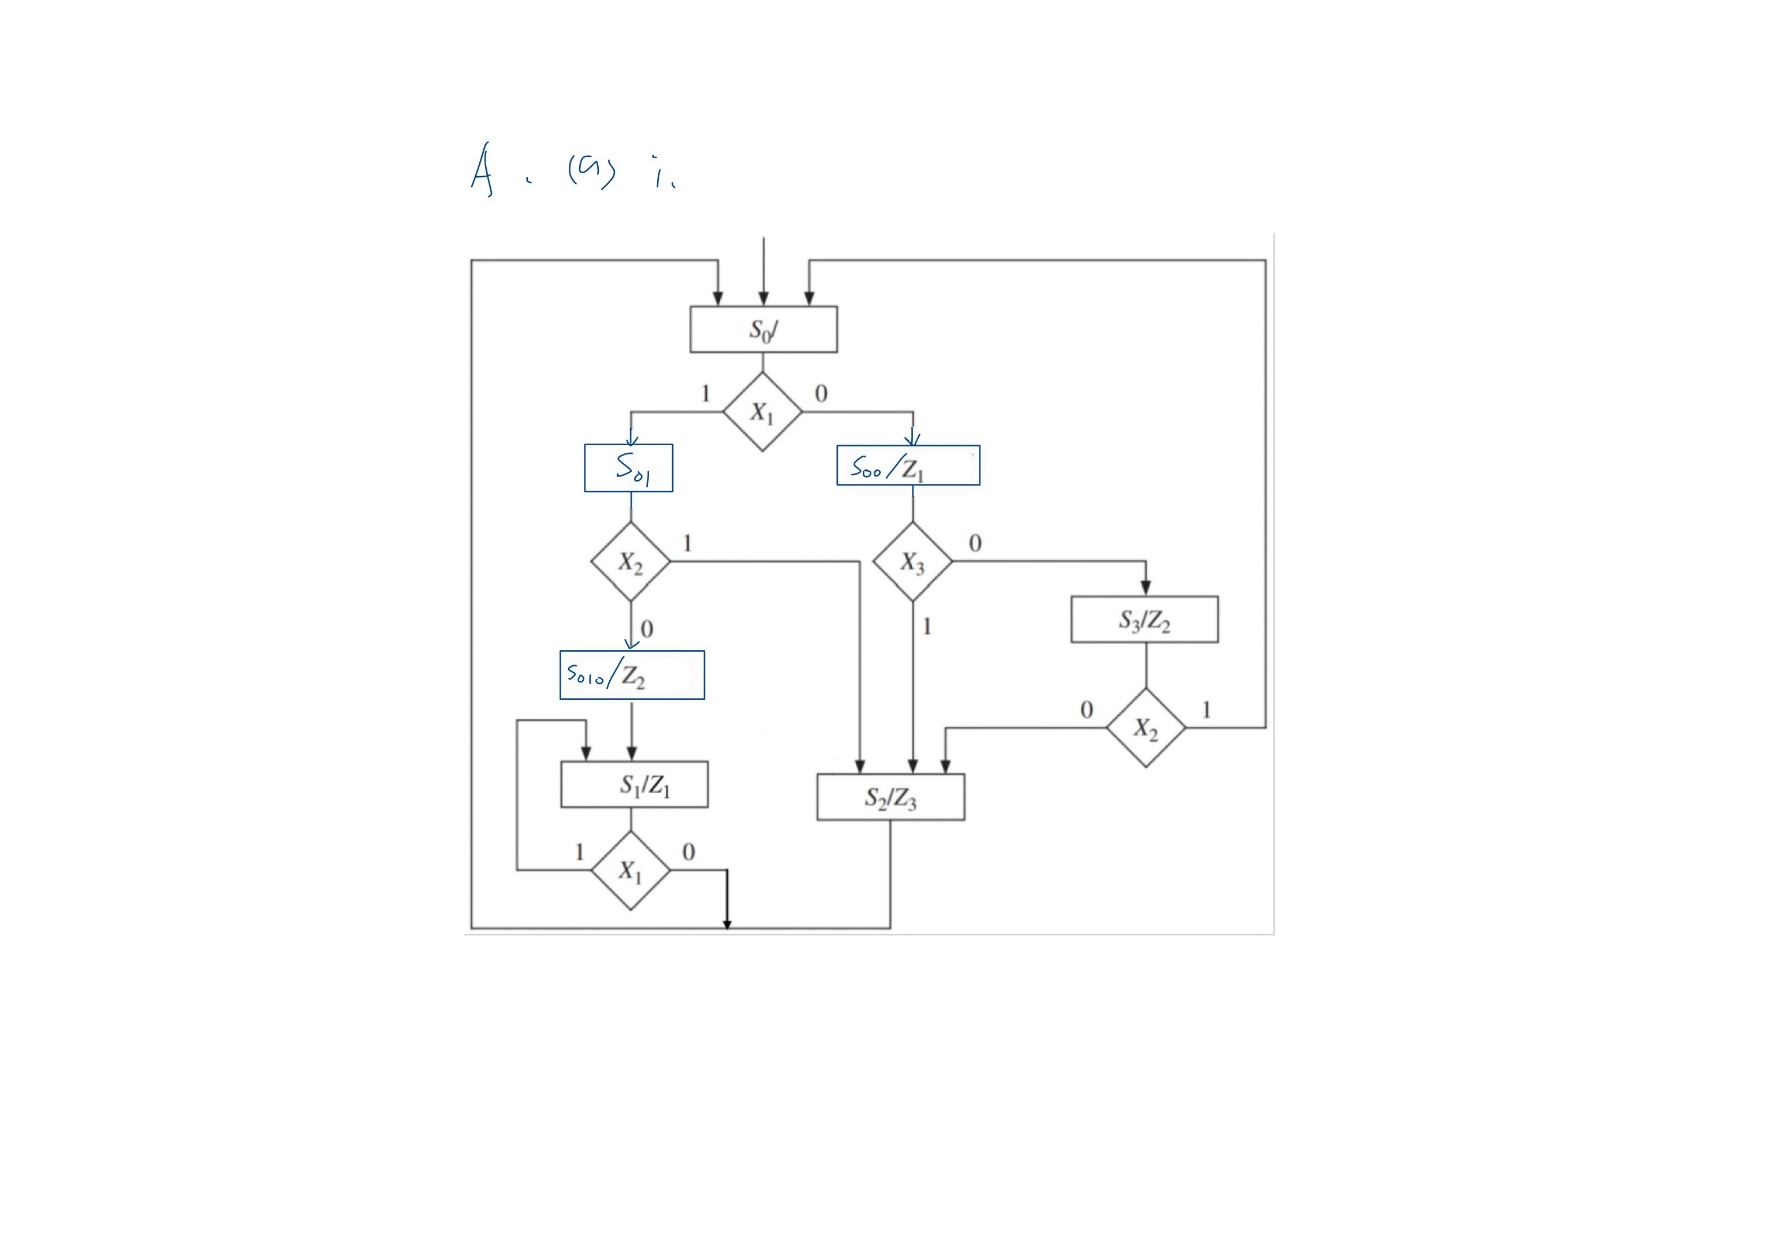 A. (a) i.
S₀/
1 X₁ 0
S₀₁
S₀₀/Z₁
X₂ 1
X₃ 0
0
1
S₃/Z₂
S₀₁₀/Z₂
0 X₂ 1
S₁/Z₁
S₂/Z₃
1 X₁ 0